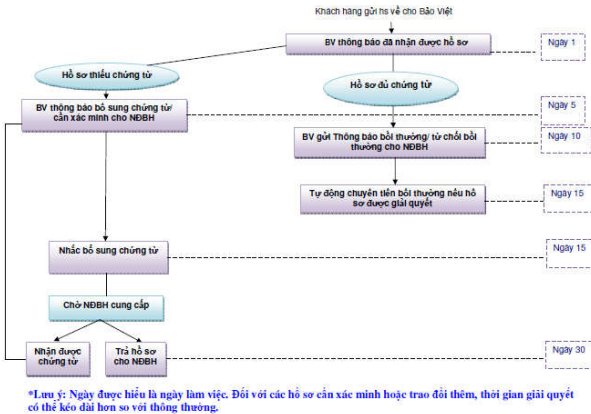 Khách hàng gửi hs về cho Bảo Việt
BV thông báo đã nhận được hồ sơ
Ngày 1
Hồ sơ thiếu chứng từ
Hồ sơ đủ chứng từ
BV thông báo bổ sung chứng từ/
cần xác minh cho NĐBH
Ngày 5
BV gửi Thông báo bồi thường/ từ chối bồi
thường cho NĐBH
Ngày 10
Tự động chuyển tiền bồi thường nếu hồ
sơ được giải quyết
Ngày 15
Nhắc bổ sung chứng từ
Ngày 15
Chờ NĐBH cung cấp
Nhận được
chứng từ
Trả hồ sơ
cho NĐBH
Ngày 30
*Lưu ý: Ngày được hiểu là ngày làm việc. Đối với các hồ sơ cần xác minh hoặc trao đổi thêm, thời gian giải quyết
có thể kéo dài hơn so với thông thường.